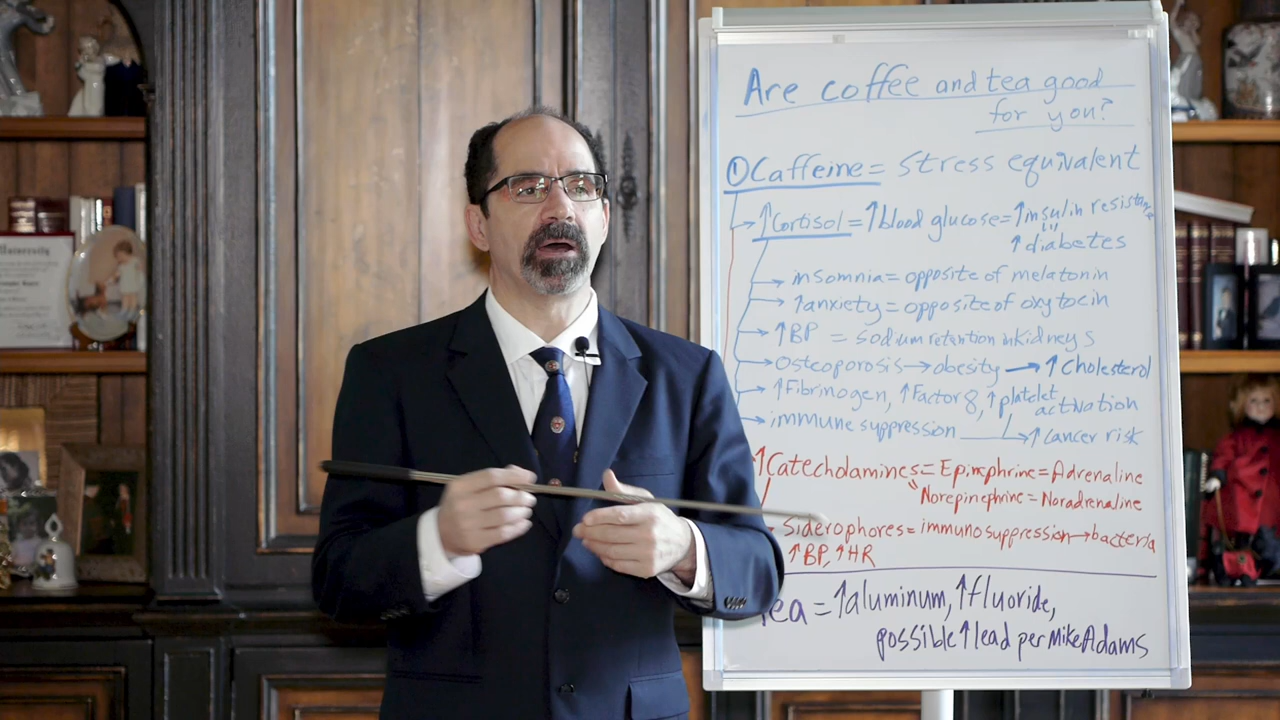 Are coffee and tea good
for you?
① Caffeine = stress equivalent
↑Cortisol = ↑blood glucose = ↑insulin resistance
↑ diabetes
insomnia = opposite of melatonin
↑anxiety = opposite of oxytocin
↑BP = sodium retention in kidneys
Osteoporosis → obesity → ↑ Cholesterol
↑Fibrinogen, ↑Factor 8, ↑platelet
activation
immune suppression → ↑ cancer risk
↑Catecholamines = Epinephrine = Adrenaline
" Norepinephrine = Noradrenaline
Siderophores = immunosuppression → bacteria
↑BP, ↑HR
Tea = ↑aluminum, ↑fluoride,
possible ↑lead per Mike Adams